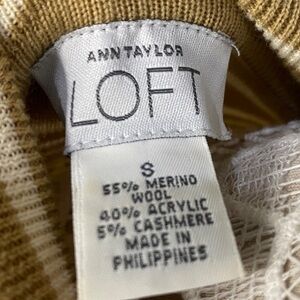 ANN TAYLOR
LOFT
S
55% MERINO
WOOL
40% ACRYLIC
5% CASHMERE
MADE IN
PHILIPPINES